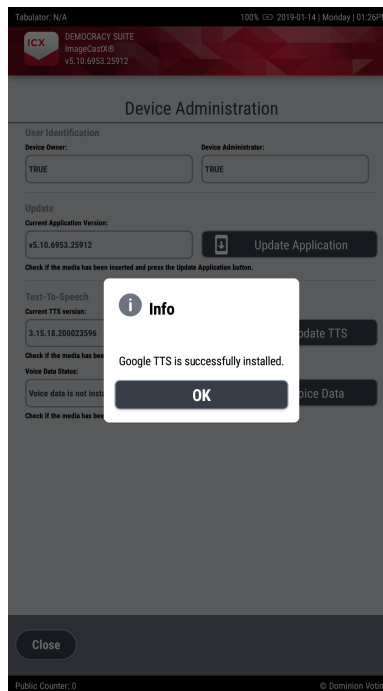 Tabulator: N/A
100% 2019-01-14 | Monday | 01:26P
ICX
DEMOCRACY SUITE
ImageCastX®
v5.10.6953.25912
Device Administration
User Identification
Device Owner:
Device Administrator:
TRUE
TRUE
Update
Current Application Version:
v5.10.6953.25912
Update Application
Check if the media has been inserted and press the Update Application button.
Text-To-Speech
Current TTS version:
3.15.18.200023596
pdate TTS
Check if the media has bee
Voice Data Status:
Voice data is not insta
oice Data
Check if the media has bee
i
Info
Google TTS is successfully installed.
OK
Close
Public Counter: 0
© Dominion Votin